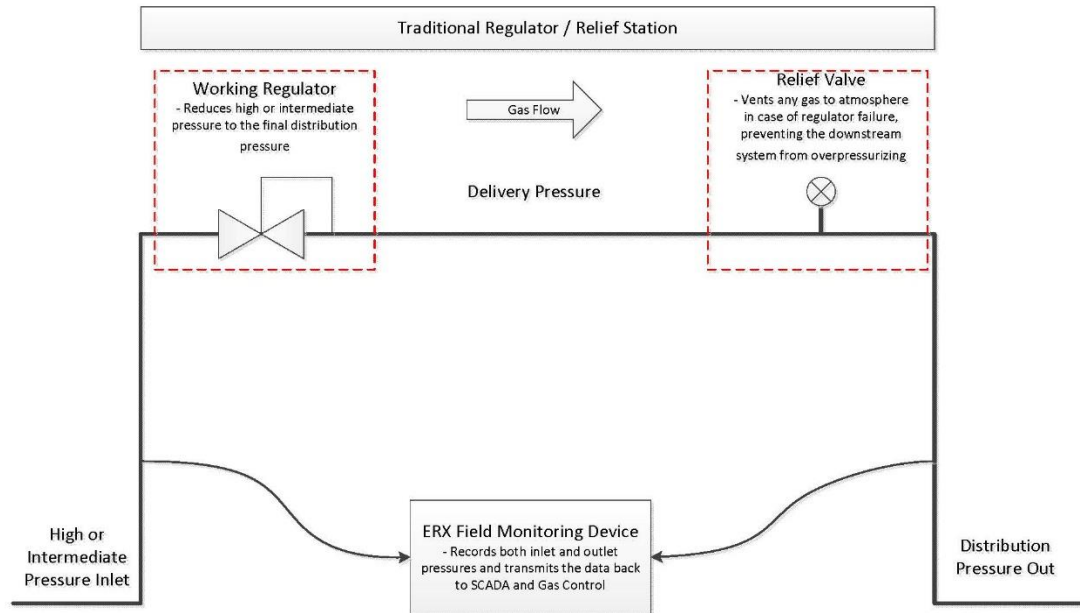 Traditional Regulator / Relief Station
Working Regulator
- Reduces high or intermediate
pressure to the final distribution
pressure
Gas Flow
Relief Valve
- Vents any gas to atmosphere
in case of regulator failure,
preventing the downstream
system from overpressurizing
Delivery Pressure
High or
Intermediate
Pressure Inlet
ERX Field Monitoring Device
- Records both inlet and outlet
pressures and transmits the data back
to SCADA and Gas Control
Distribution
Pressure Out